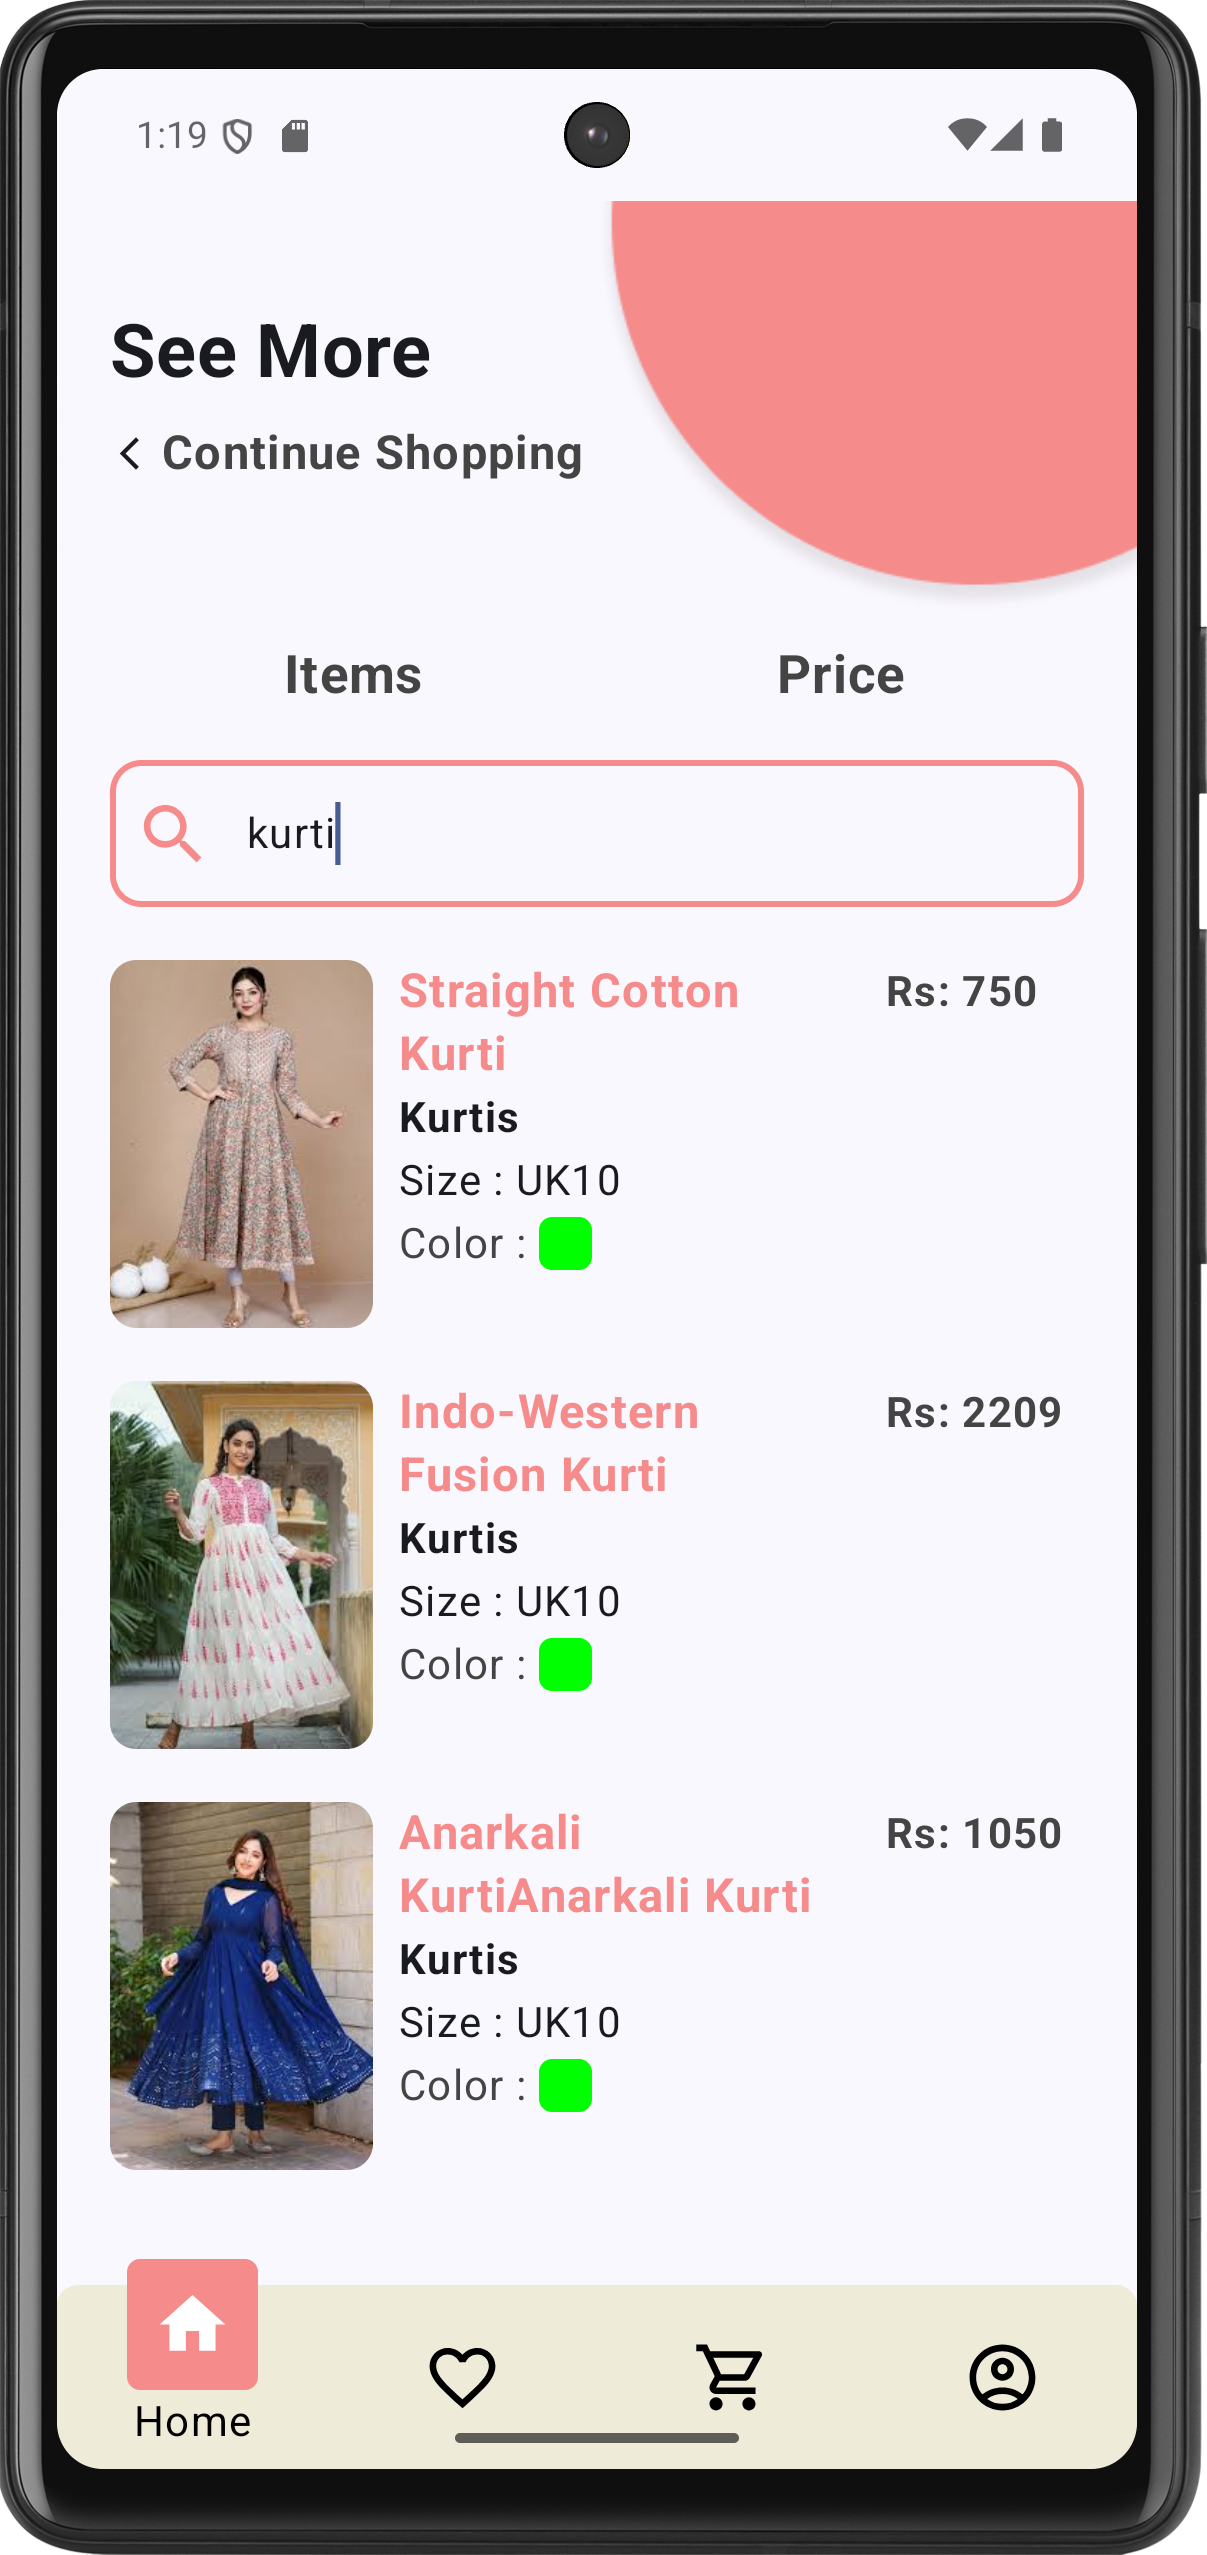 1:19
See More
Continue Shopping
Items Price
kurti
Straight Cotton Rs: 750
Kurti
Kurtis
Size : UK10
Color :
Indo-Western Rs: 2209
Fusion Kurti
Kurtis
Size : UK10
Color :
Anarkali Rs: 1050
KurtiAnarkali Kurti
Kurtis
Size : UK10
Color :
Home